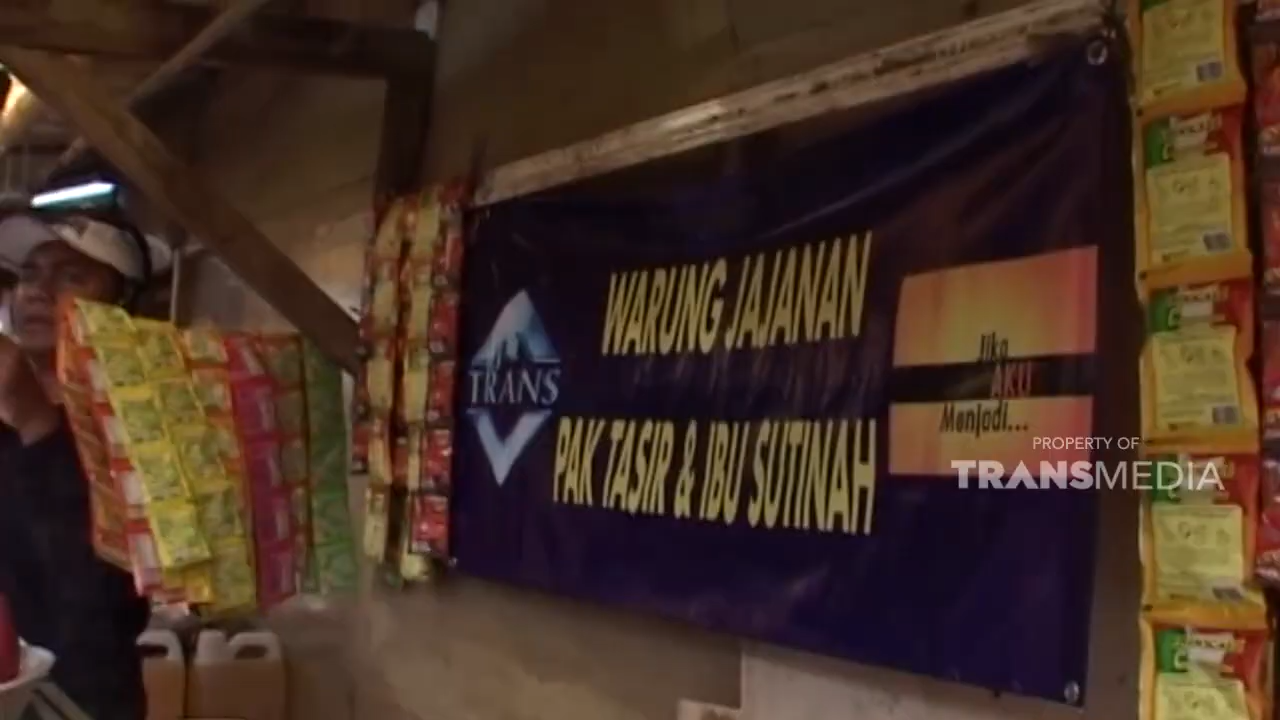 WARUNG JAJANAN
TRANS
PAK TASIR & IBU SUTINAH
Jika
AKU
Menjadi...
PROPERTY OF
TRANSMEDIA